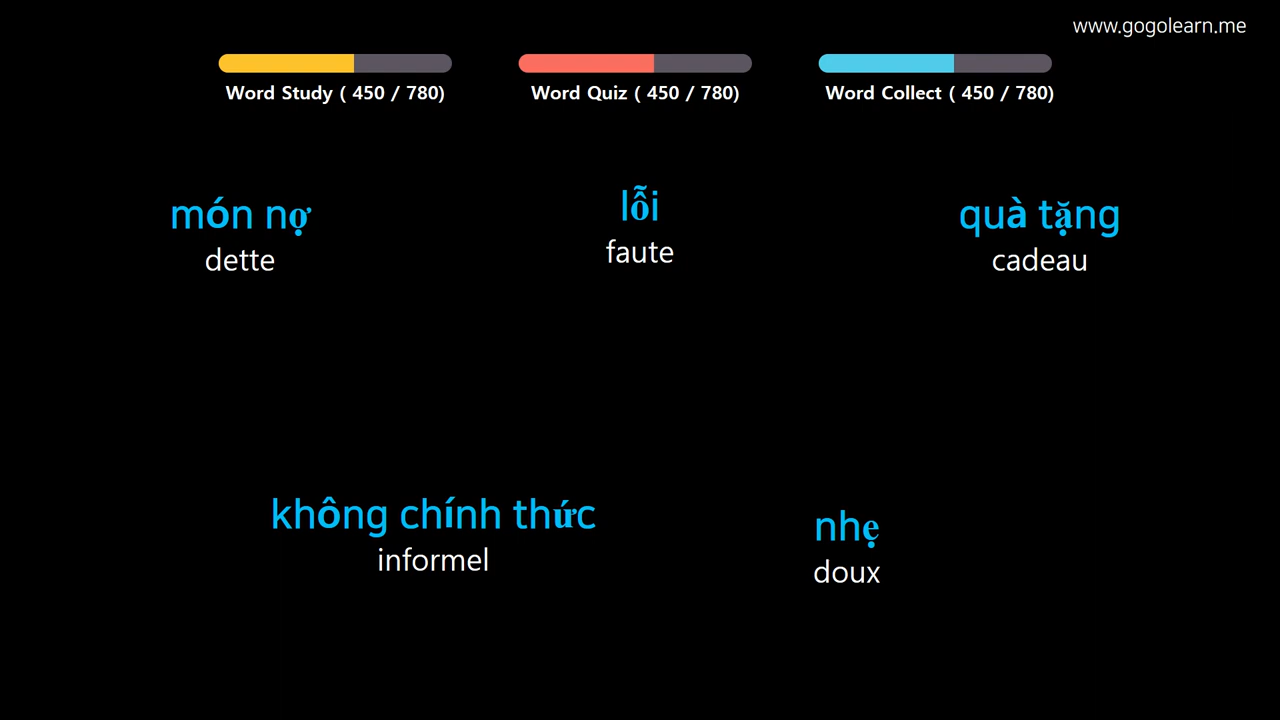 www.gogolearn.me
Word Study ( 450 / 780)
Word Quiz ( 450 / 780)
Word Collect ( 450 / 780)
món nợ
dette
lỗi
faute
quà tặng
cadeau
không chính thức
informel
nhẹ
doux